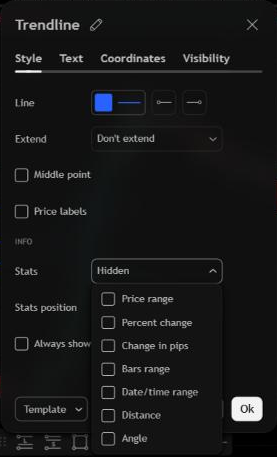 Trendline
Style Text Coordinates Visibility
Line
Extend Don't extend
Middle point
Price labels
INFO
Stats Hidden
Price range
Stats position
Percent change
Always show
Change in pips
Bars range
Date/time range
Distance
Angle
Template Ok